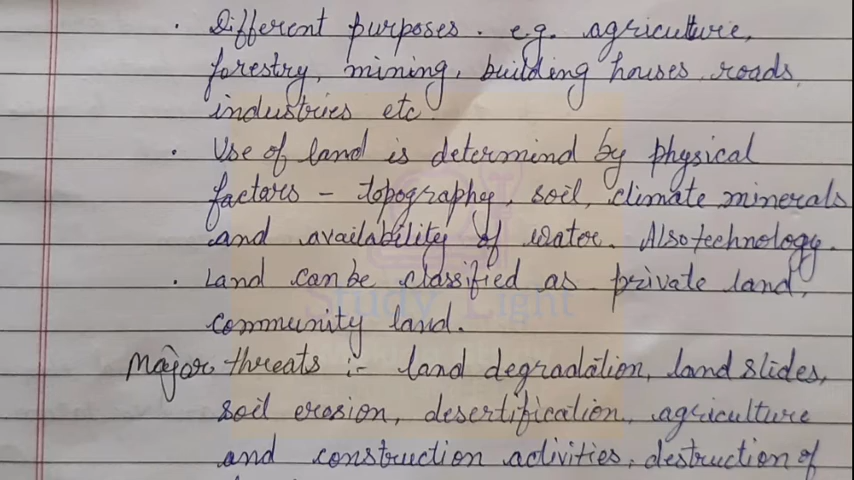 . Different purposes. e.g. agriculture,
forestry, mining, building houses, roads,
industries etc.
. Use of land is determind by physical
factors - topography, soil, climate minerals
and availability of water. Also technology.
. Land can be classified as private land,
community land.
Study Light
Major threats :- land degradation, land slides,
soil erosion, desertification, agriculture
and construction activities, destruction of